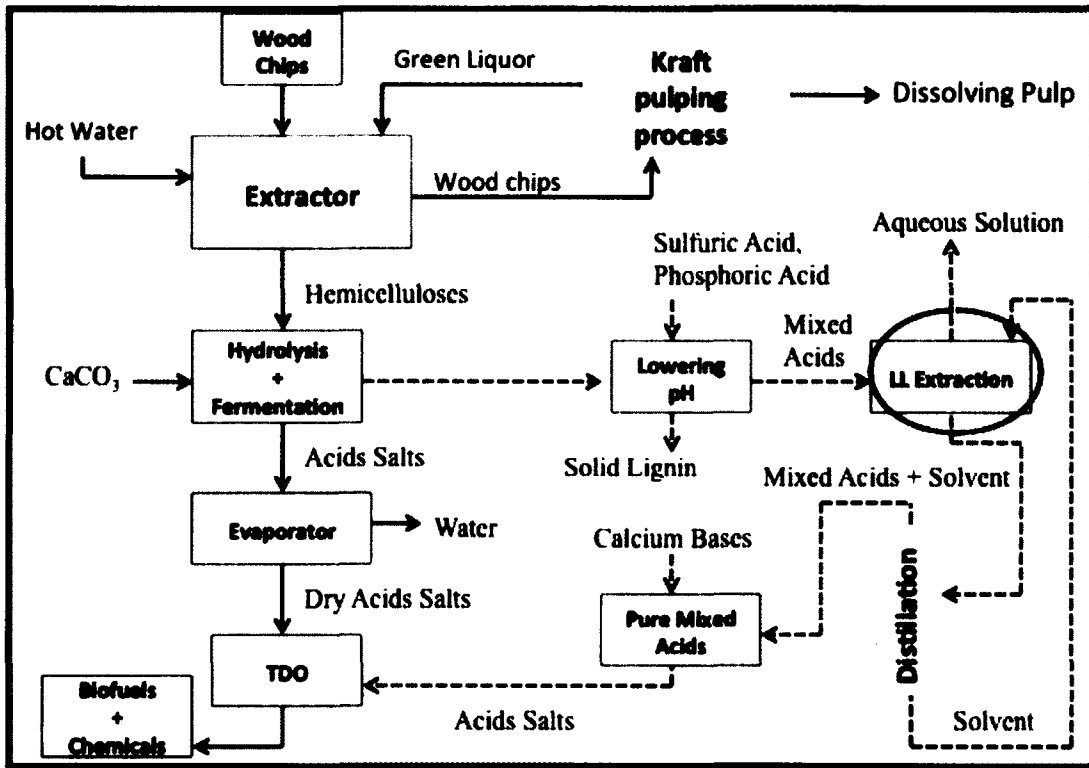 Wood
Chips
Green Liquor
Kraft
pulping
process
Dissolving Pulp
Hot Water
Extractor
Wood chips
Aqueous Solution
Sulfuric Acid,
Phosphoric Acid
Hemicelluloses
Mixed
Acids
CaCO₃
Hydrolysis
+
Fermentation
Lowering
pH
LL Extraction
Acids Salts
Solid Lignin
Mixed Acids + Solvent
Evaporator
Water
Calcium Bases
Dry Acids Salts
Pure Mixed
Acids
Distillation
TDO
Biofuels
+
Chemicals
Acids Salts
Solvent